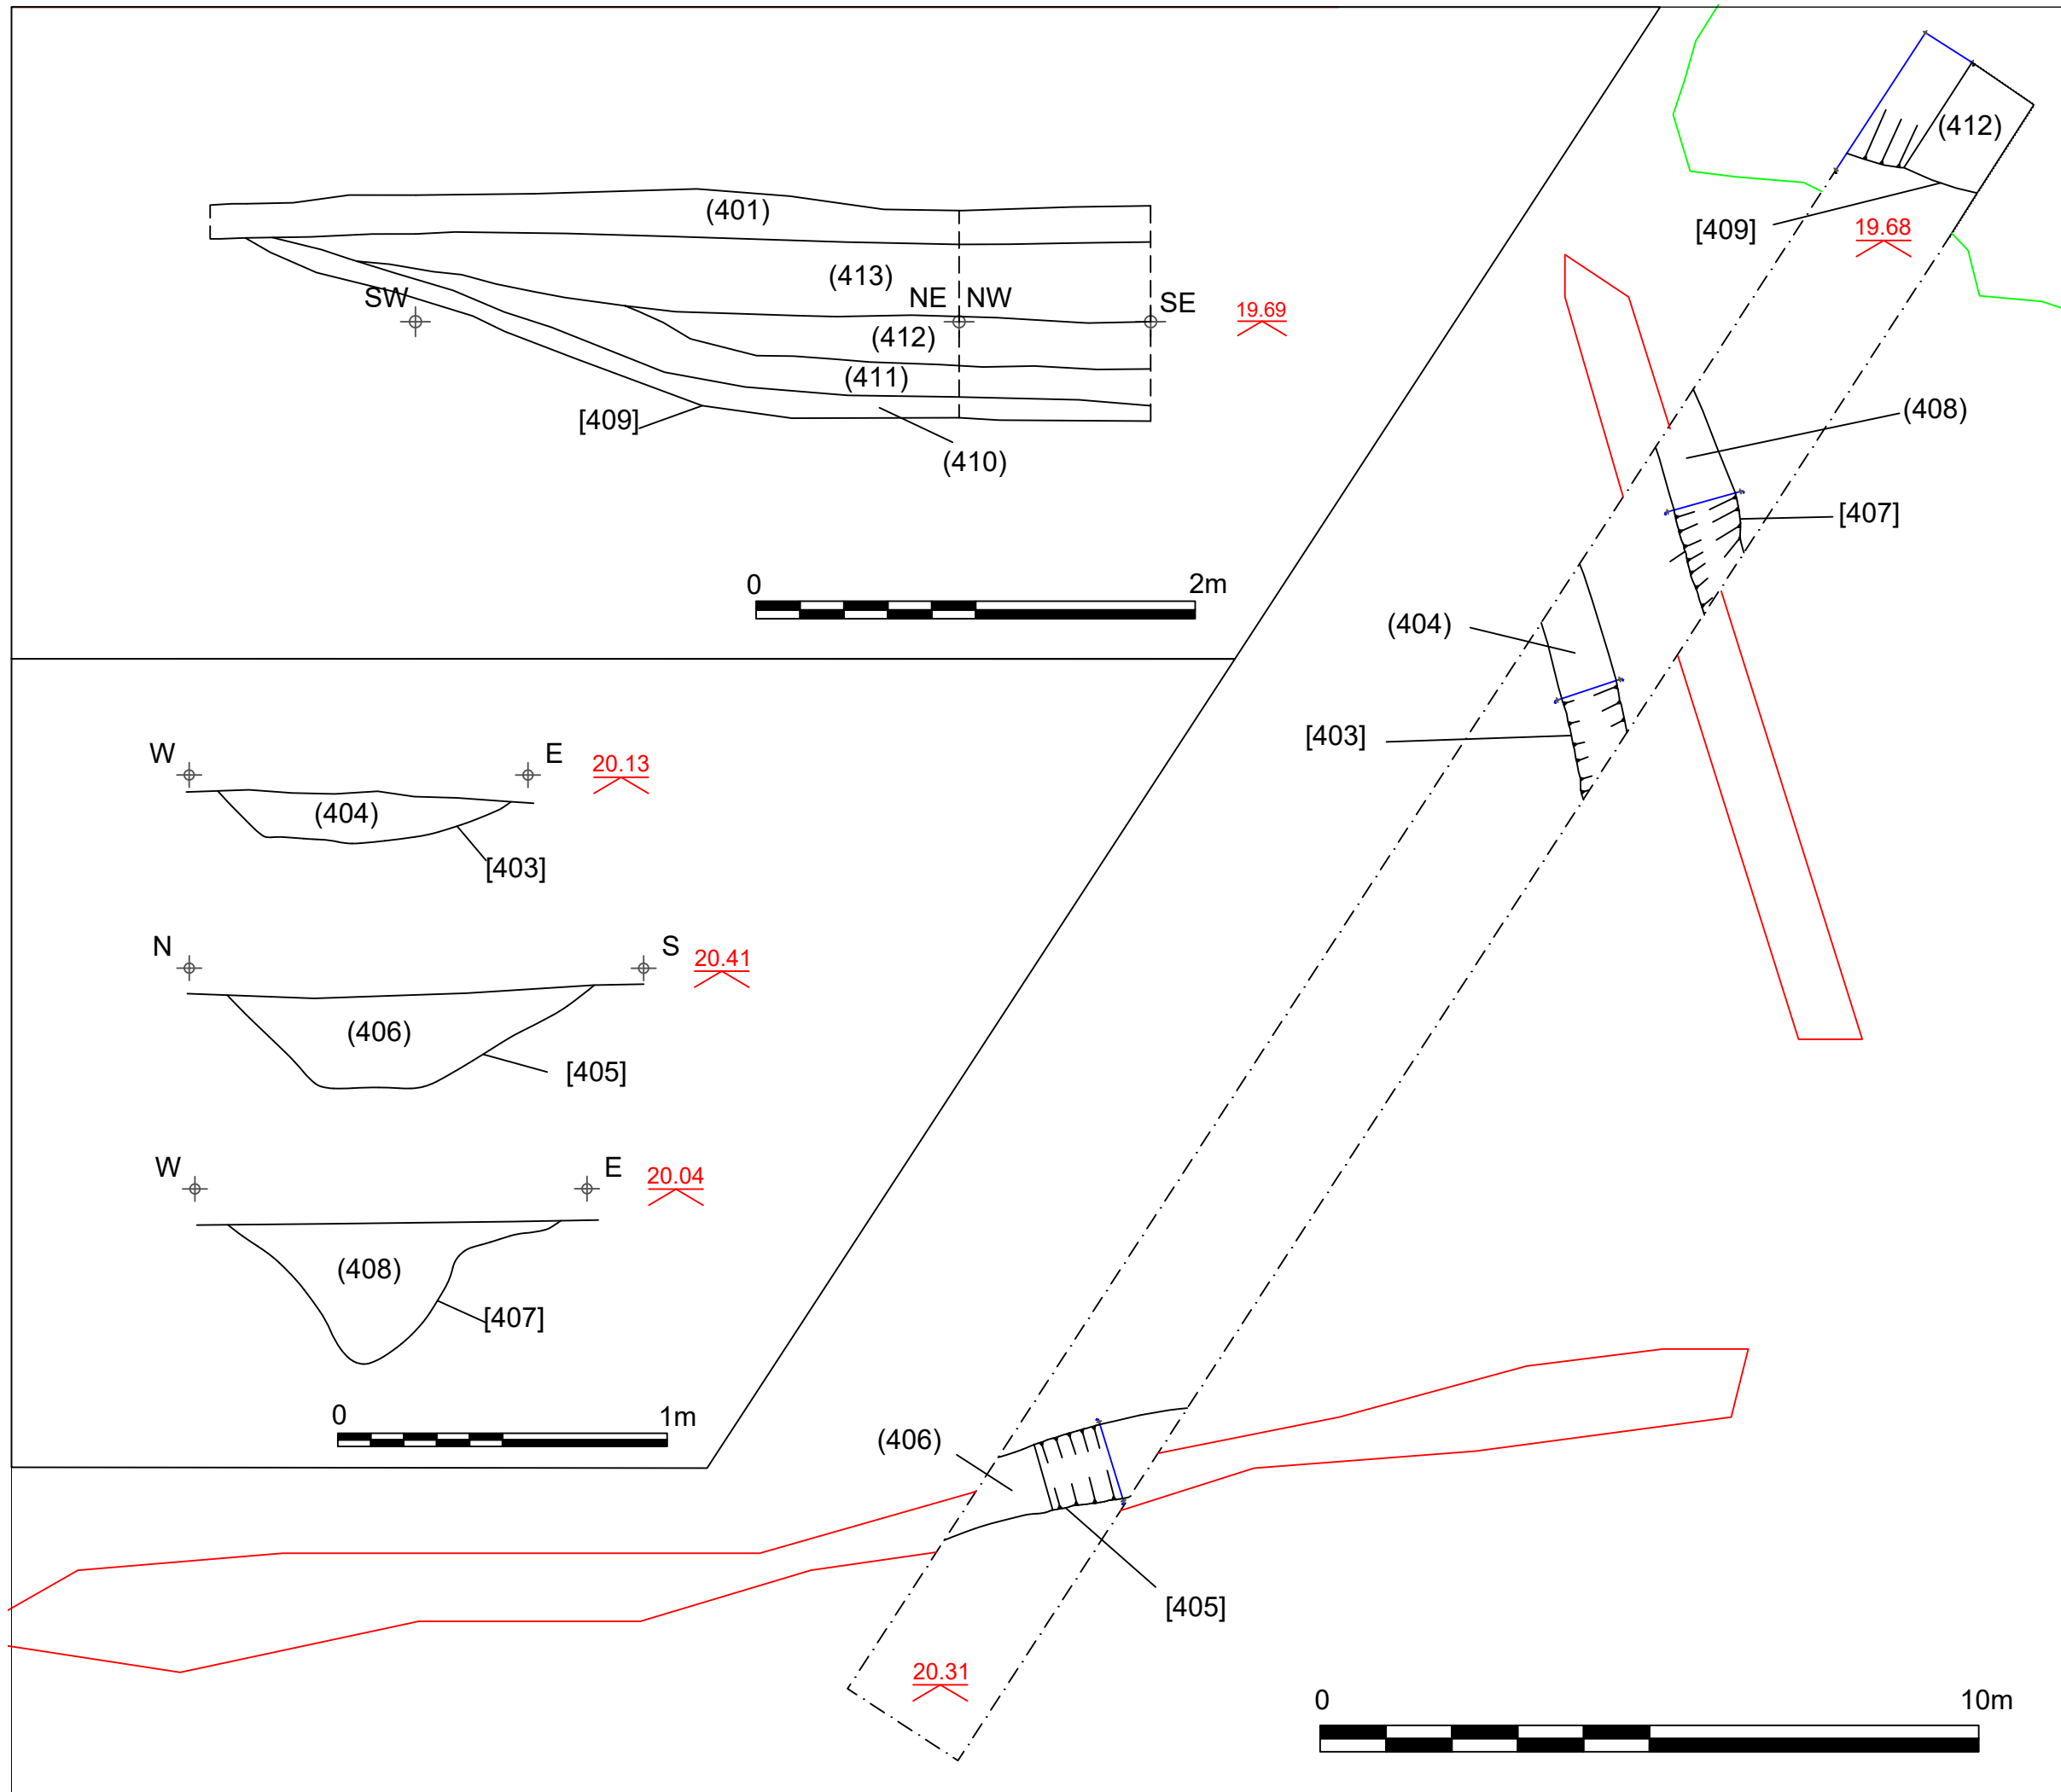 (401)
(413)
SW
NE NW
SE
19.69
(412)
(411)
[409]
(410)
0 2m
W E 20.13
(404)
[403]
N S 20.41
(406)
[405]
W E 20.04
(408)
[407]
0 1m
(412)
[409]
19.68
(408)
[407]
(404)
[403]
(406)
[405]
20.31
0 10m